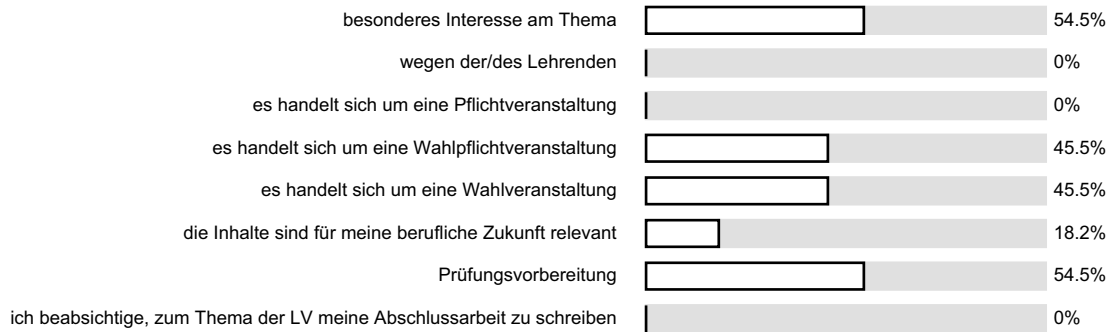 besonderes Interesse am Thema 54.5%
wegen der/des Lehrenden 0%
es handelt sich um eine Pflichtveranstaltung 0%
es handelt sich um eine Wahlpflichtveranstaltung 45.5%
es handelt sich um eine Wahlveranstaltung 45.5%
die Inhalte sind für meine berufliche Zukunft relevant 18.2%
Prüfungsvorbereitung 54.5%
ich beabsichtige, zum Thema der LV meine Abschlussarbeit zu schreiben 0%